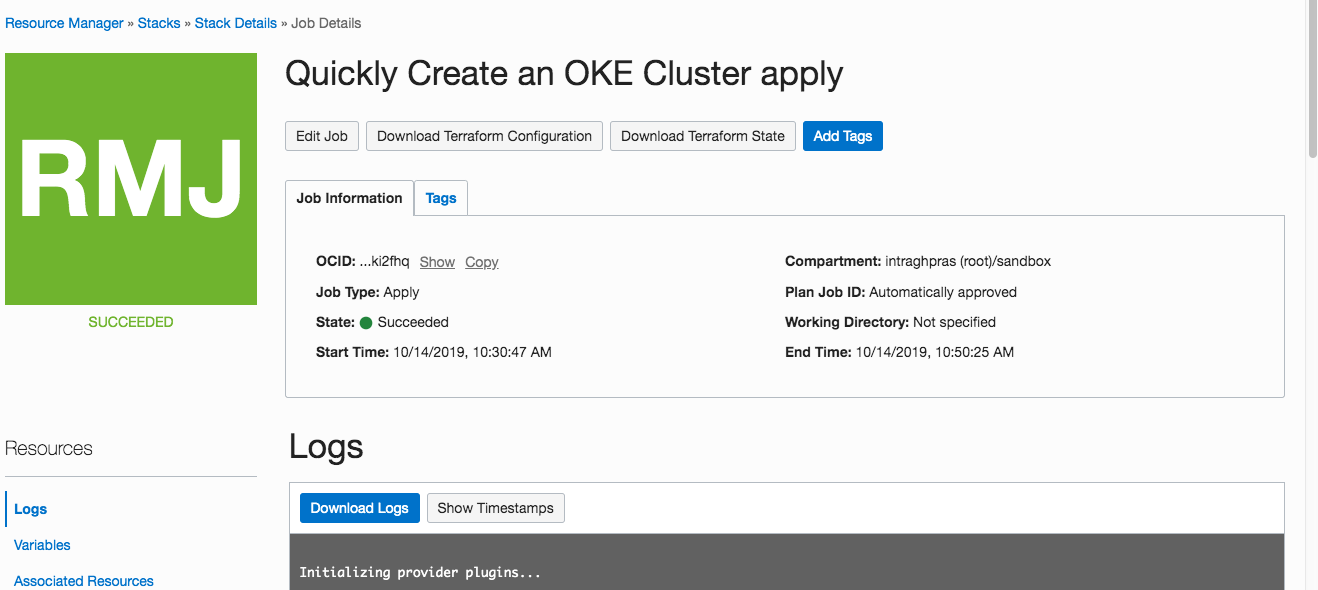 Resource Manager » Stacks » Stack Details » Job Details
RMJ
SUCCEEDED
Quickly Create an OKE Cluster apply
Edit Job Download Terraform Configuration Download Terraform State Add Tags
Job Information Tags
OCID: ...ki2fhq Show Copy
Job Type: Apply
State: Succeeded
Start Time: 10/14/2019, 10:30:47 AM
Compartment: intraghpras (root)/sandbox
Plan Job ID: Automatically approved
Working Directory: Not specified
End Time: 10/14/2019, 10:50:25 AM
Resources
Logs
Variables
Associated Resources
Logs
Download Logs Show Timestamps
Initializing provider plugins...